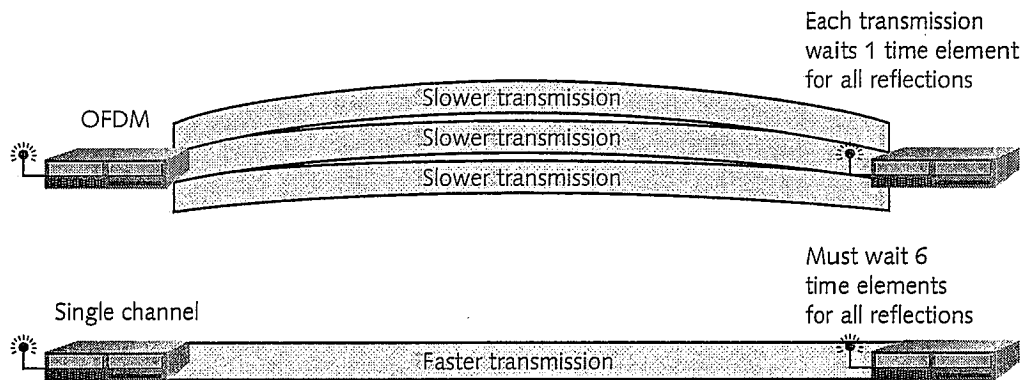 Each transmission
waits 1 time element
for all reflections
OFDM
Slower transmission
Slower transmission
Slower transmission
Must wait 6
time elements
for all reflections
Single channel
Faster transmission